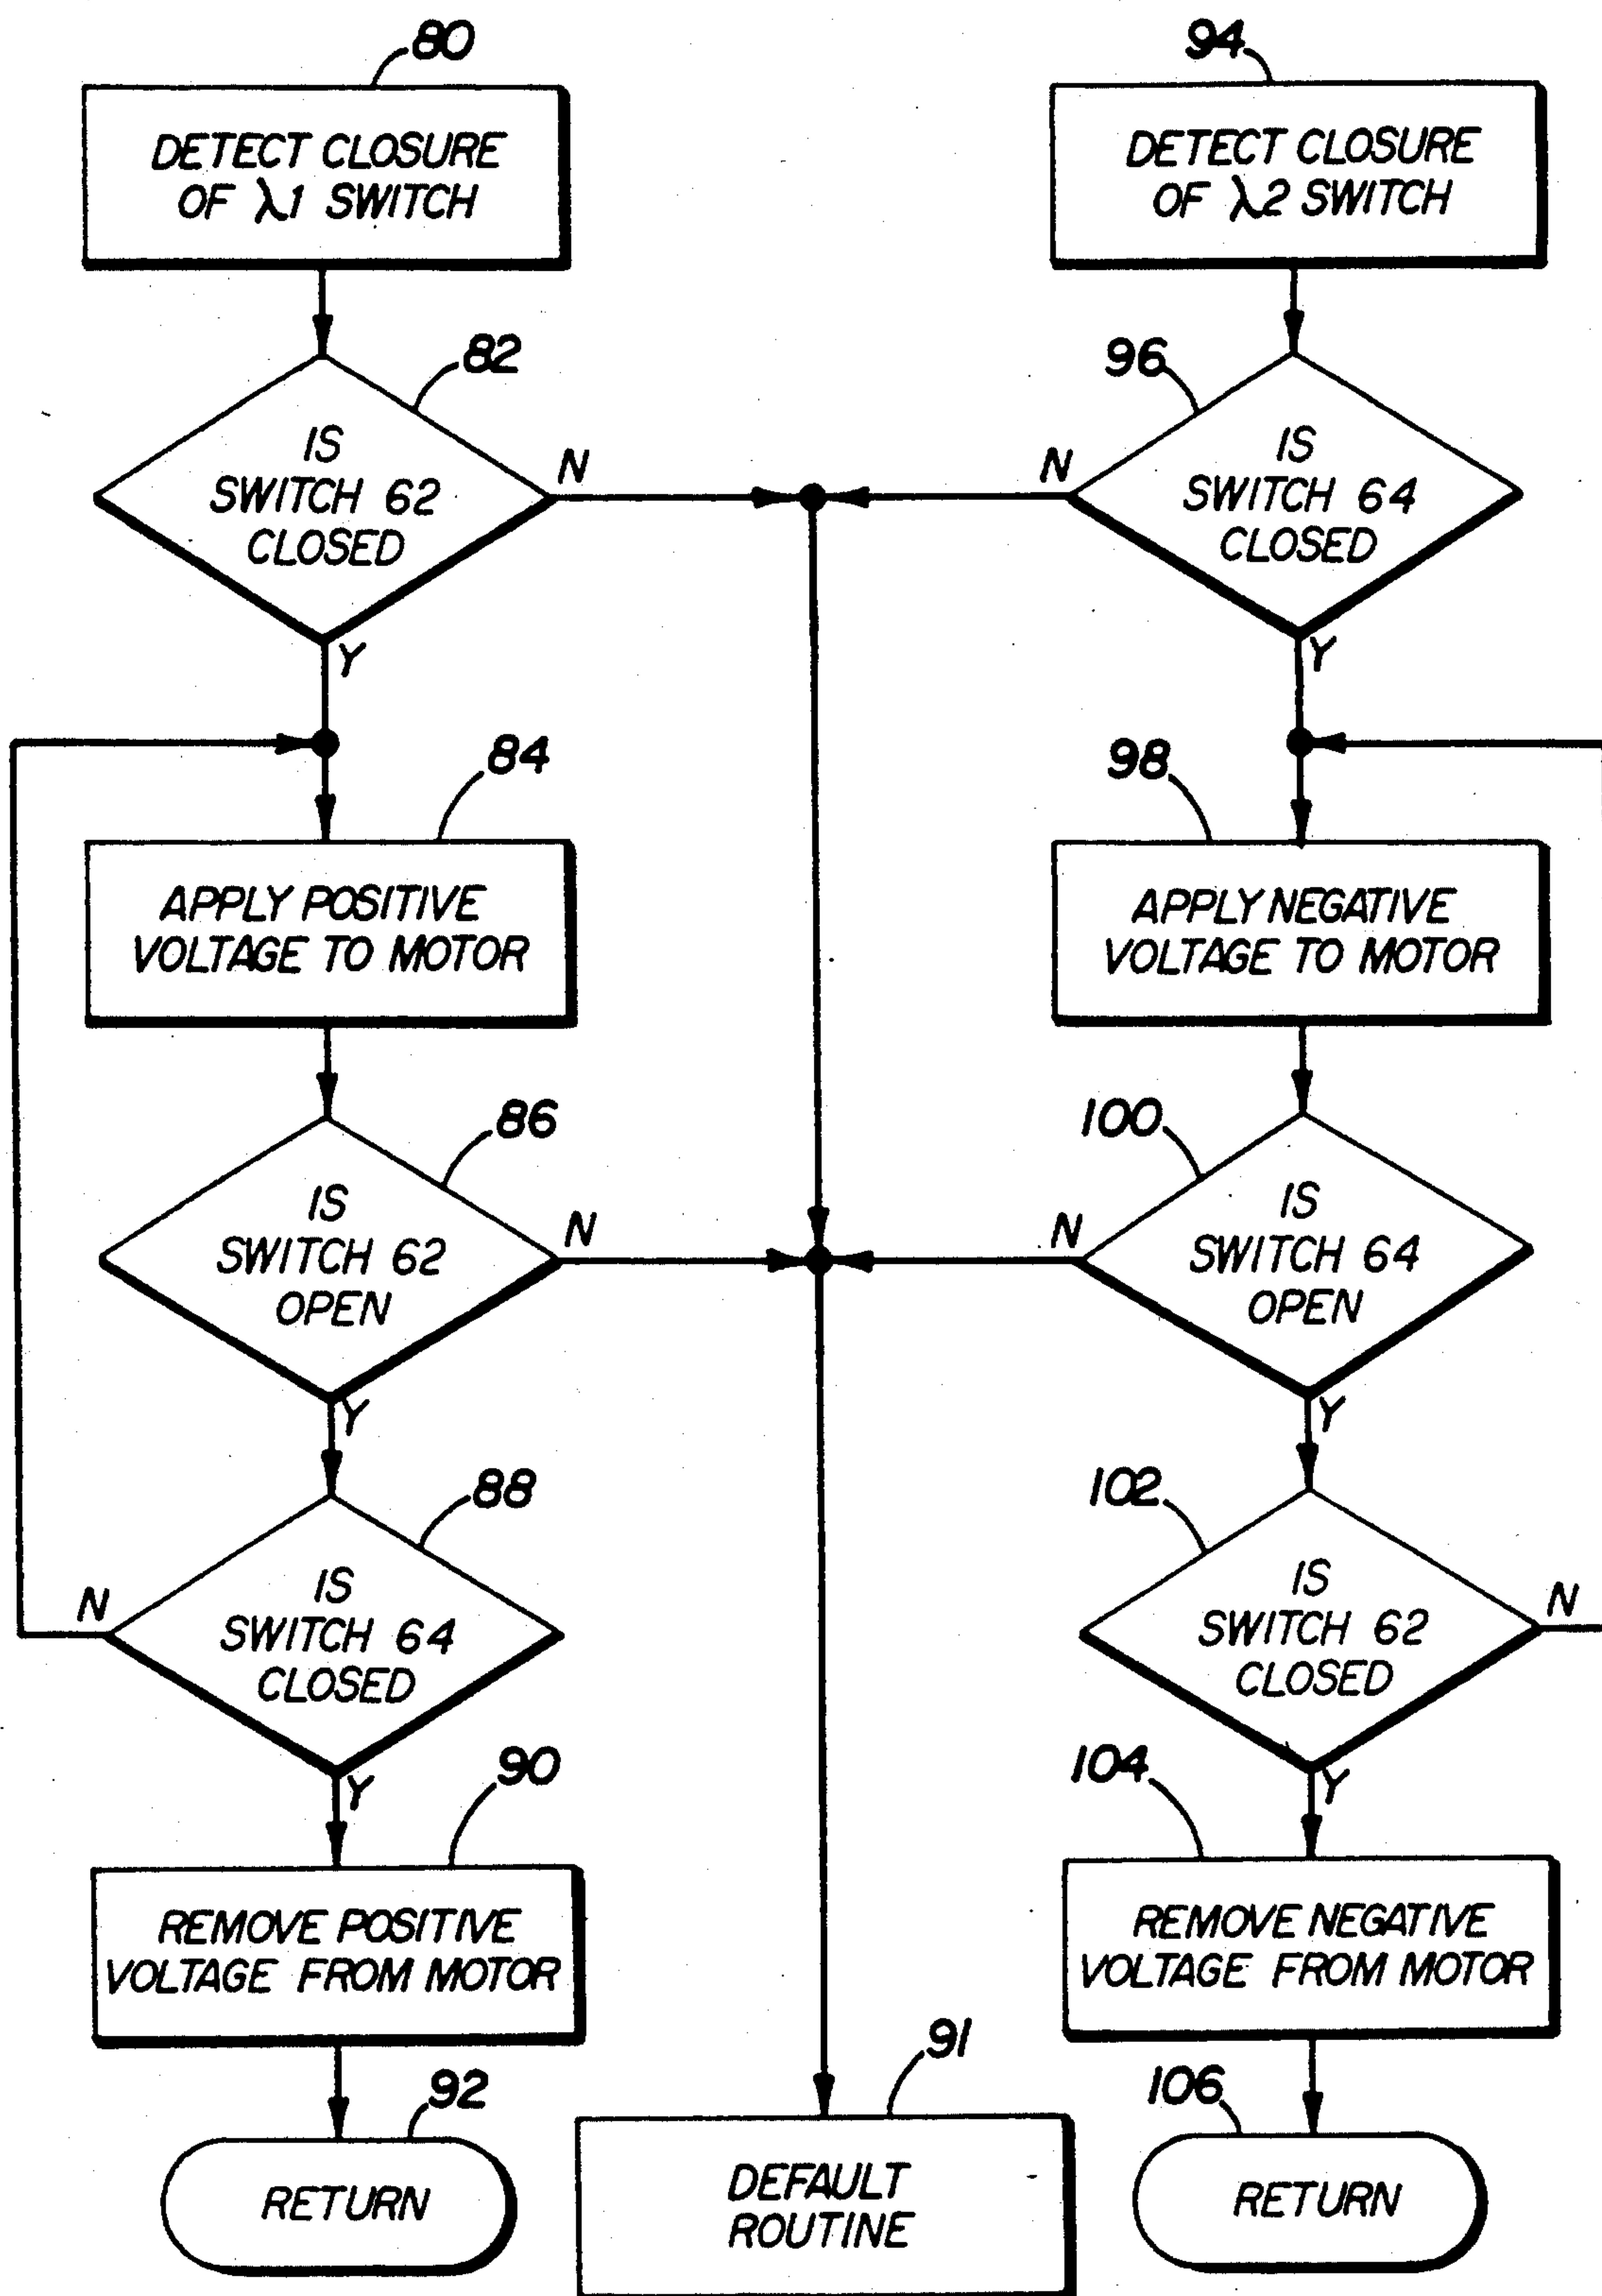 80
DETECT CLOSURE
OF λ1 SWITCH
82
IS
SWITCH 62
CLOSED
N
Y
84
APPLY POSITIVE
VOLTAGE TO MOTOR
86
IS
SWITCH 62
OPEN
N
Y
88
IS
SWITCH 64
CLOSED
N
Y
90
REMOVE POSITIVE
VOLTAGE FROM MOTOR
92
RETURN
91
DEFAULT
ROUTINE
94
DETECT CLOSURE
OF λ2 SWITCH
96
IS
SWITCH 64
CLOSED
N
Y
98
APPLY NEGATIVE
VOLTAGE TO MOTOR
100
IS
SWITCH 64
OPEN
N
Y
102
IS
SWITCH 62
CLOSED
N
Y
104
REMOVE NEGATIVE
VOLTAGE FROM MOTOR
106
RETURN